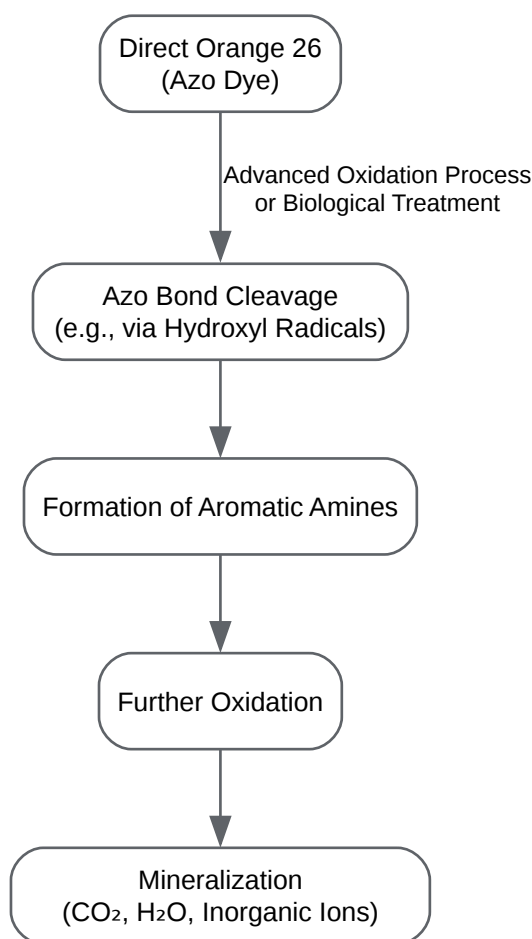 Direct Orange 26
(Azo Dye)
Advanced Oxidation Process
or Biological Treatment
Azo Bond Cleavage
(e.g., via Hydroxyl Radicals)
Formation of Aromatic Amines
Further Oxidation
Mineralization
(CO₂, H₂O, Inorganic Ions)